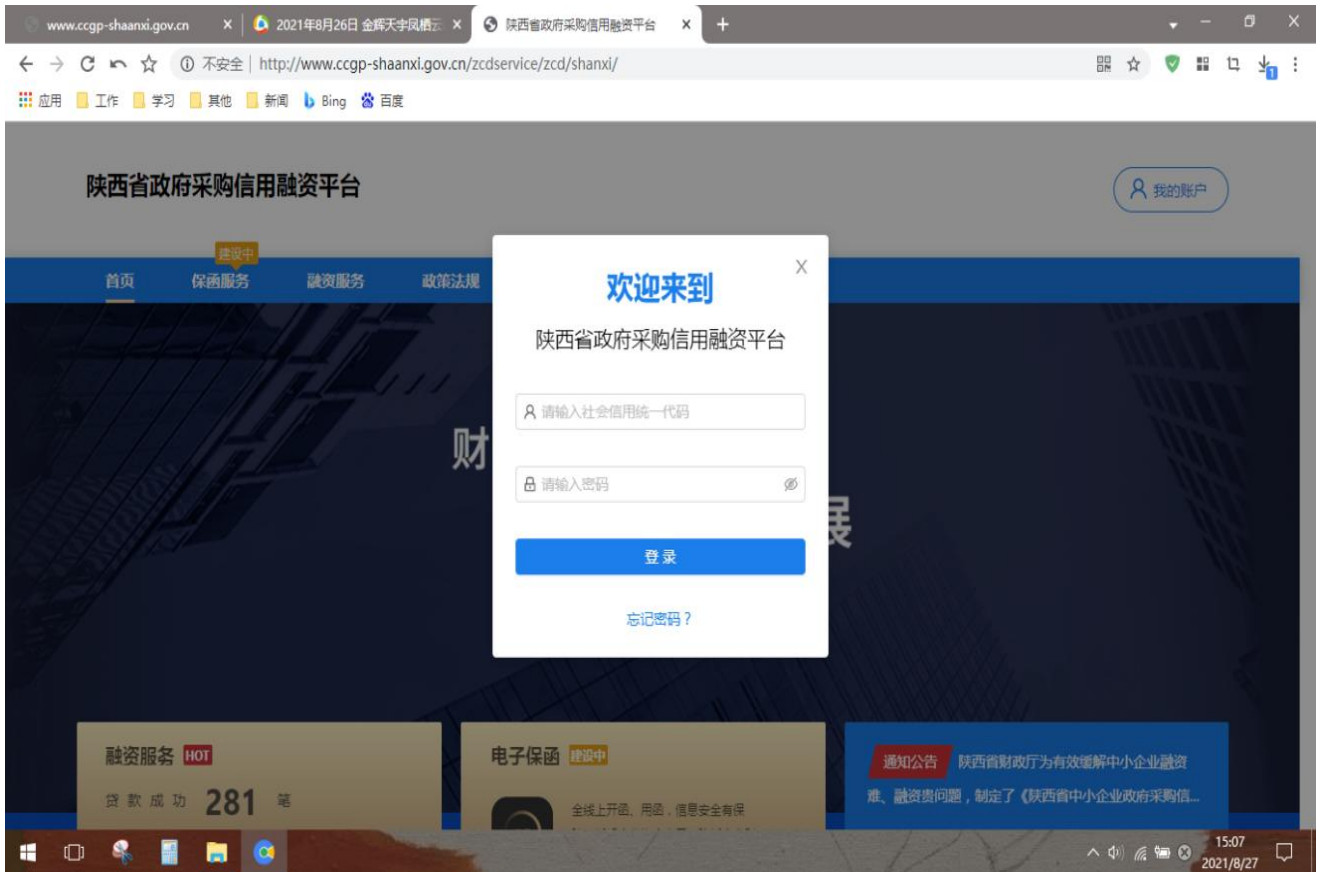 www.ccgp-shaanxi.gov.cn
2021年8月26日 金辉天宇凤栖云
陕西省政府采购信用融资平台
不安全 | http://www.ccgp-shaanxi.gov.cn/zcdservice/zcd/shanxi/
应用 工作 学习 其他 新闻 Bing 百度
陕西省政府采购信用融资平台
我的账户
建设中
首页 保函服务 融资服务 政策法规
财
展
欢迎来到
X
陕西省政府采购信用融资平台
请输入社会信用统一代码
请输入密码
登录
忘记密码？
融资服务 HOT
贷款成功 281 笔
电子保函 建设中
全线上开函、用函，信息安全有保
通知公告 陕西省财政厅为有效缓解中小企业融资
难、融资贵问题，制定了《陕西省中小企业政府采购信...
15:07
2021/8/27